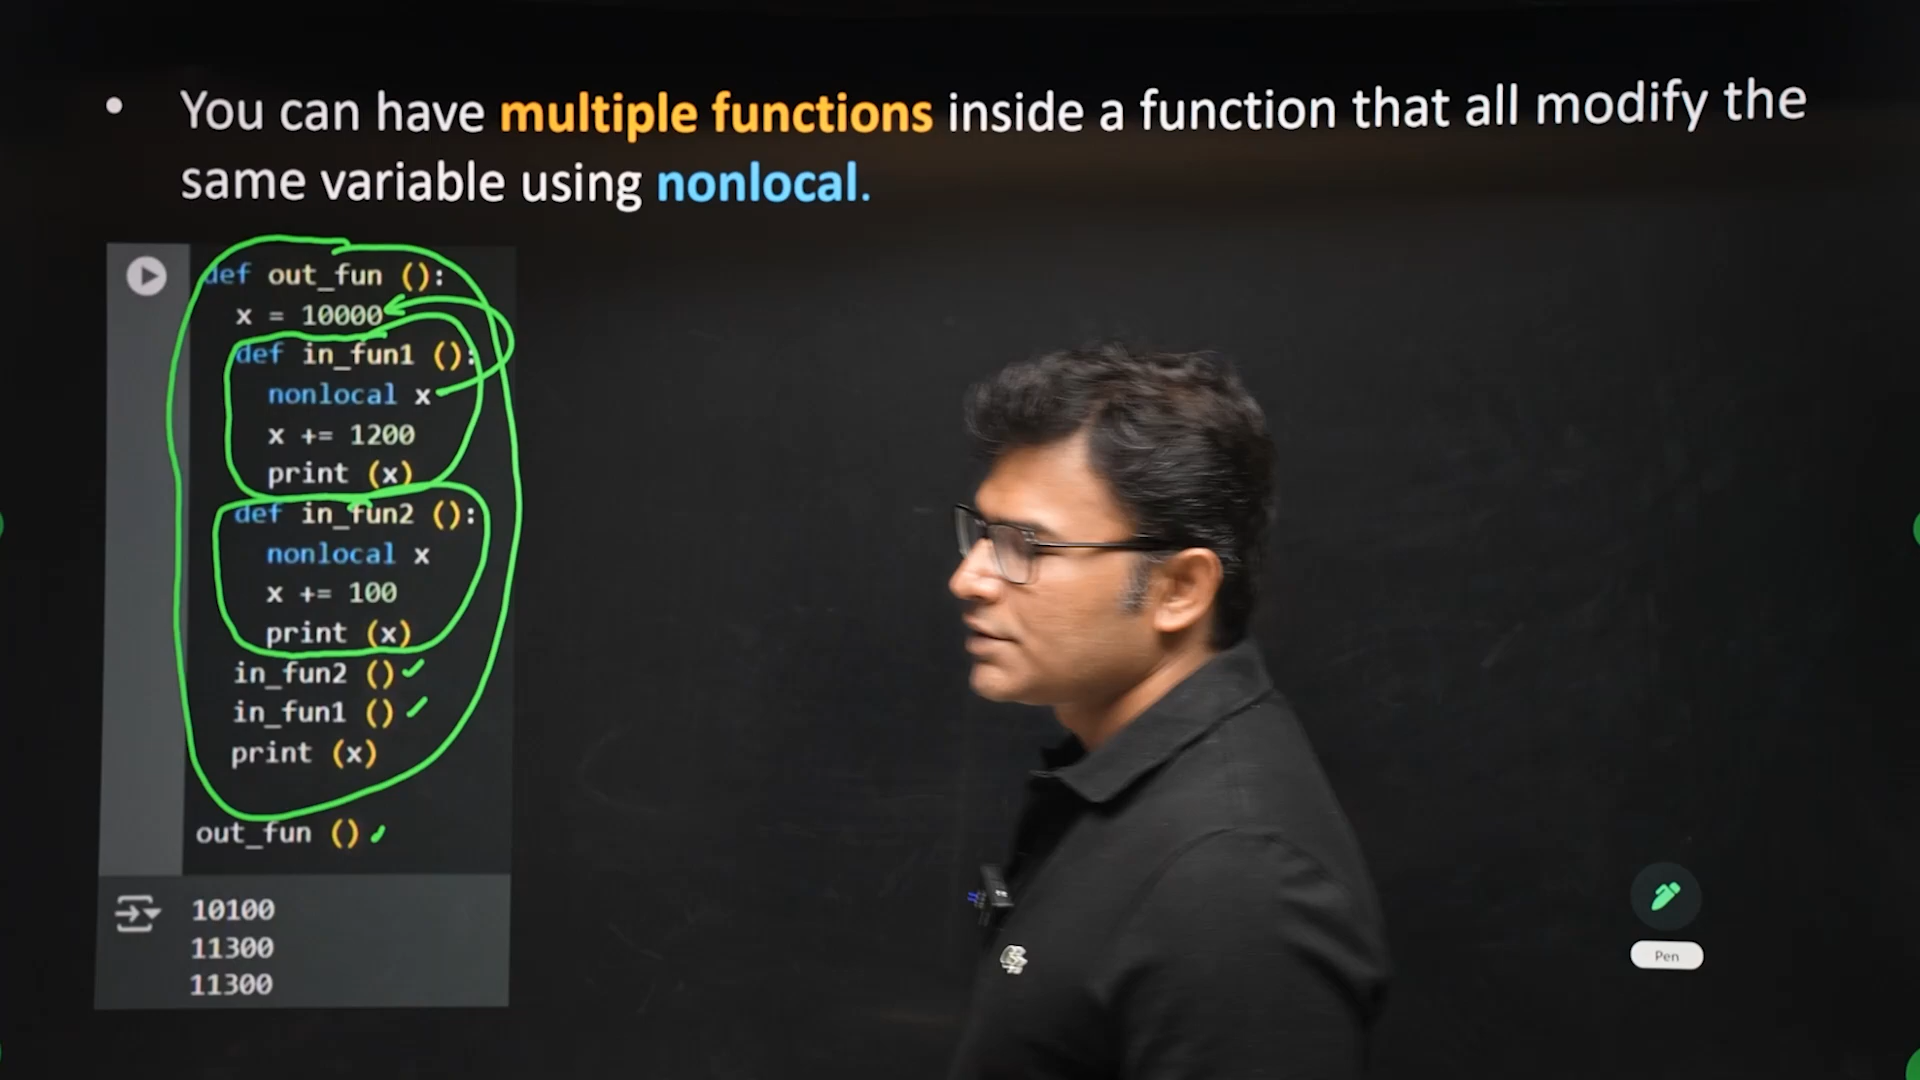 • You can have multiple functions inside a function that all modify the
same variable using nonlocal.
def out_fun ():
x = 10000
def in_fun1 ():
nonlocal x
x += 1200
print (x)
def in_fun2 ():
nonlocal x
x += 100
print (x)
in_fun2 ()
in_fun1 ()
print (x)
out_fun ()
10100
11300
11300
Pen